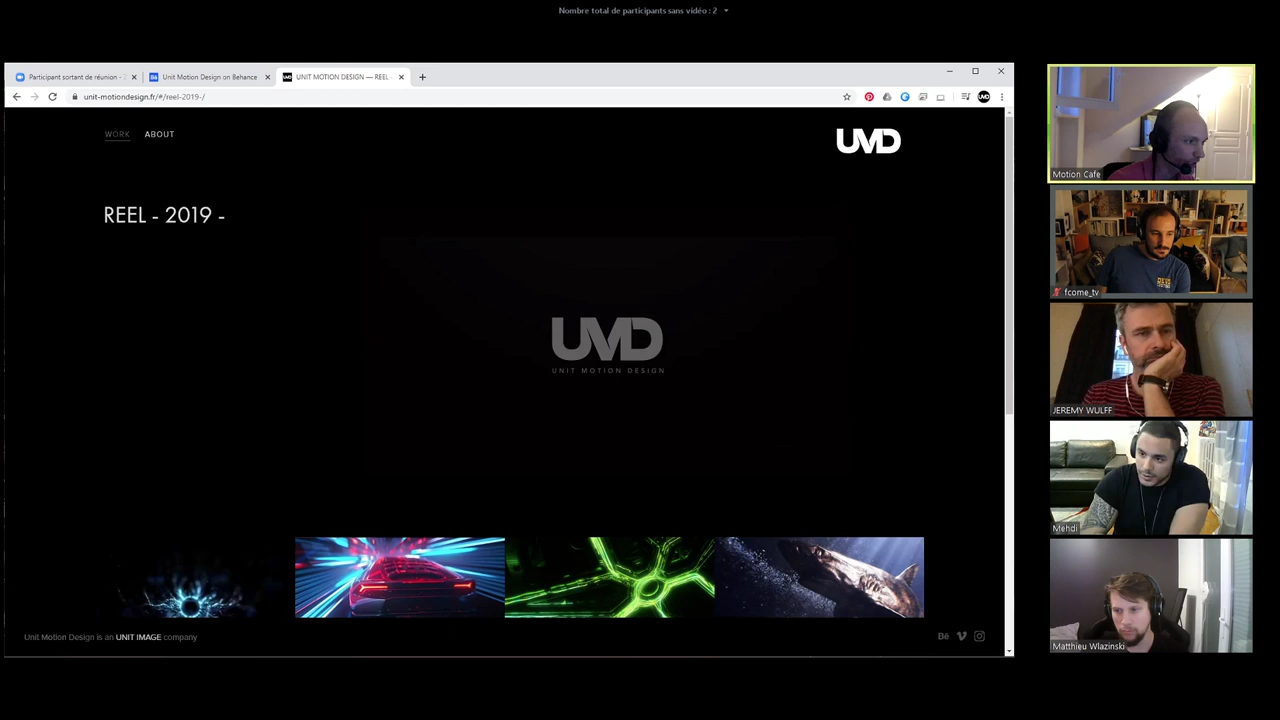 Nombre total de participants sans vidéo : 2
Participant sortant de réunion -
Unit Motion Design on Behance
UNIT MOTION DESIGN — REEL
unit-motiondesign.fr/#/reel-2019-/
UMD
WORK
ABOUT
UMD
REEL - 2019 -
UMD
UNIT MOTION DESIGN
Unit Motion Design is an UNIT IMAGE company
Bē
Motion Cafe
fcome_tv
JEREMY WULFF
Mehdi
Matthieu Wlazinski